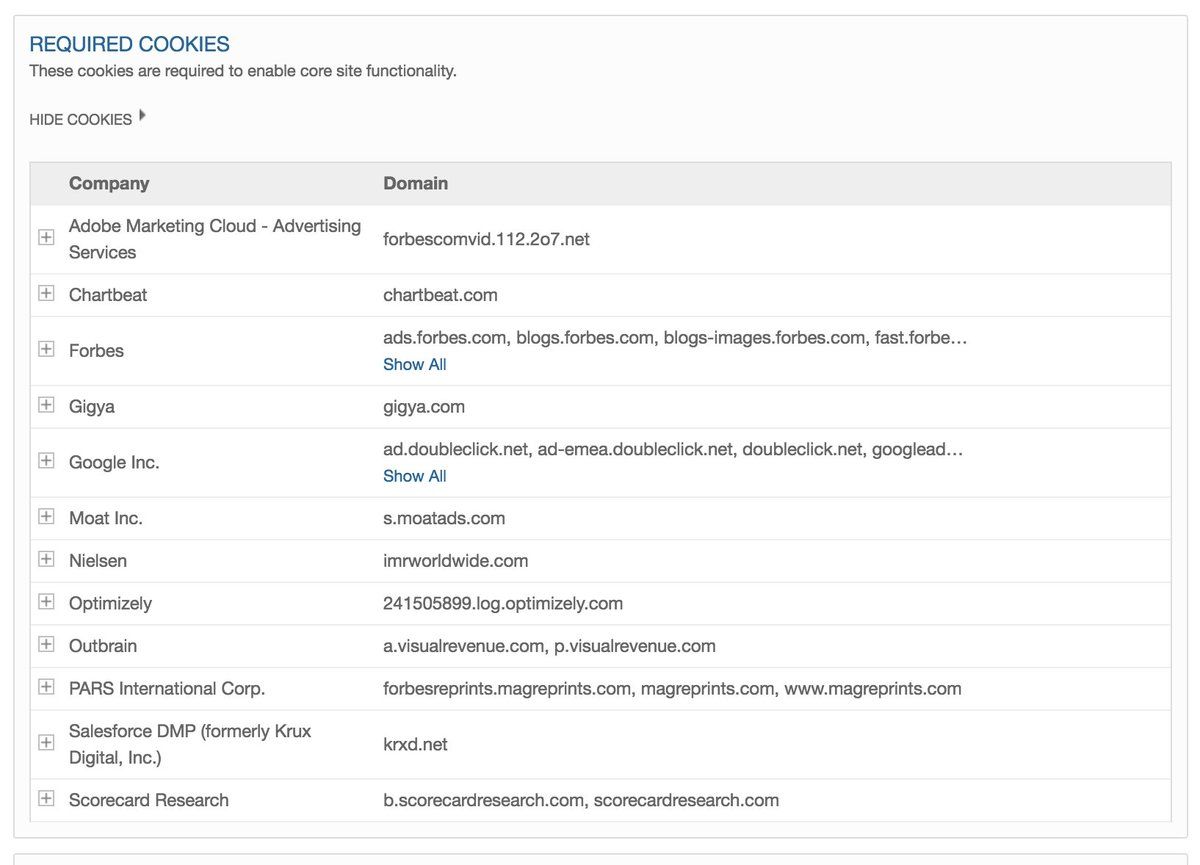 REQUIRED COOKIES
These cookies are required to enable core site functionality.
HIDE COOKIES
Company Domain
Adobe Marketing Cloud - Advertising
Services
forbescomvid.112.2o7.net
Chartbeat chartbeat.com
Forbes
ads.forbes.com, blogs.forbes.com, blogs-images.forbes.com, fast.forbe…
Show All
Gigya gigya.com
Google Inc.
ad.doubleclick.net, ad-emea.doubleclick.net, doubleclick.net, googlead…
Show All
Moat Inc. s.moatads.com
Nielsen imrworldwide.com
Optimizely 241505899.log.optimizely.com
Outbrain a.visualrevenue.com, p.visualrevenue.com
PARS International Corp. forbesreprints.magreprints.com, magreprints.com, www.magreprints.com
Salesforce DMP (formerly Krux
Digital, Inc.)
krxd.net
Scorecard Research b.scorecardresearch.com, scorecardresearch.com